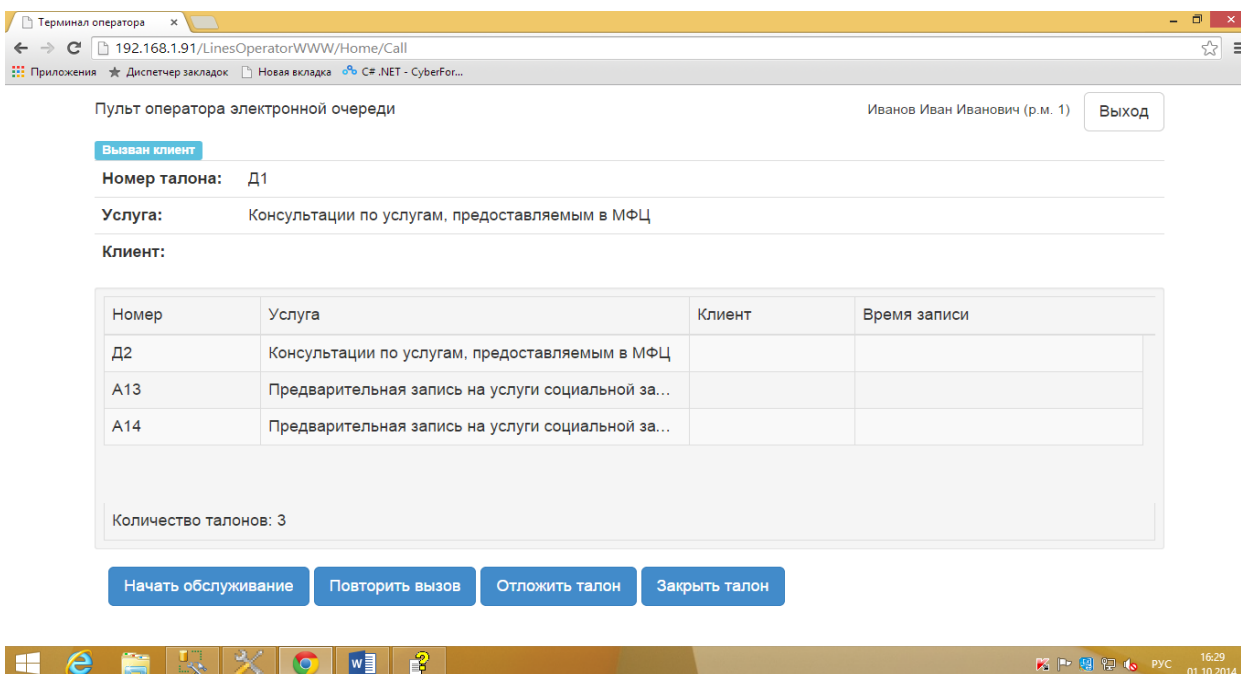 Терминал оператора
192.168.1.91/LinesOperatorWWW/Home/Call
Приложения Диспетчер закладок Новая вкладка C# .NET - CyberFor...
Пульт оператора электронной очереди Иванов Иван Иванович (р.м. 1) Выход
Вызван клиент
Номер талона: Д1
Услуга: Консультации по услугам, предоставляемым в МФЦ
Клиент:
Номер Услуга Клиент Время записи
Д2 Консультации по услугам, предоставляемым в МФЦ
А13 Предварительная запись на услуги социальной за...
А14 Предварительная запись на услуги социальной за...
Количество талонов: 3
Начать обслуживание Повторить вызов Отложить талон Закрыть талон
РУС 16:29
01.10.2014